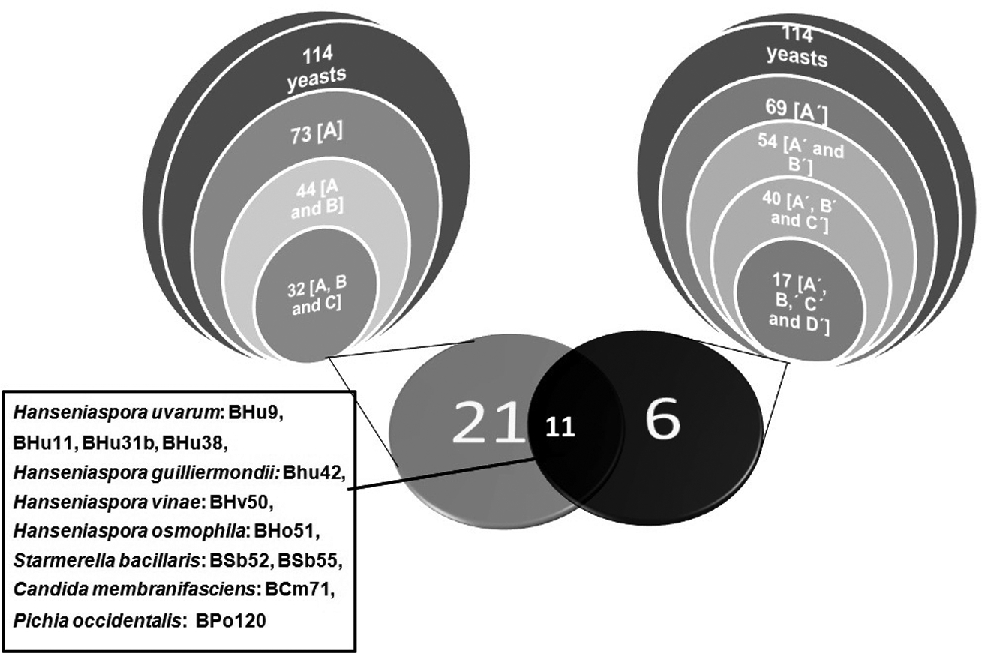 114
yeasts
73 [A]
44 [A
and B]
32 [A, B
and C]
114
yeasts
69 [A´]
54 [A´ and
B´]
40 [A´, B´
and C´]
17 [A´,
B,´ C´
and D´]
21
11
6
Hanseniaspora uvarum: BHu9,
BHu11, BHu31b, BHu38,
Hanseniaspora guilliermondii: Bhu42,
Hanseniaspora vinae: BHv50,
Hanseniaspora osmophila: BHo51,
Starmerella bacillaris: BSb52, BSb55,
Candida membranifasciens: BCm71,
Pichia occidentalis: BPo120